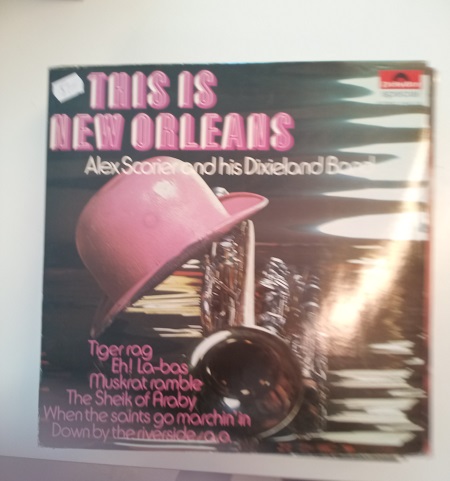 THIS IS
NEW ORLEANS
Alex Scorier and his Dixieland Band
Tiger rag
Eh! La-bas
Muskrat ramble
The Sheik of Araby
When the saints go marchin' in
Down by the riverside / a.o.